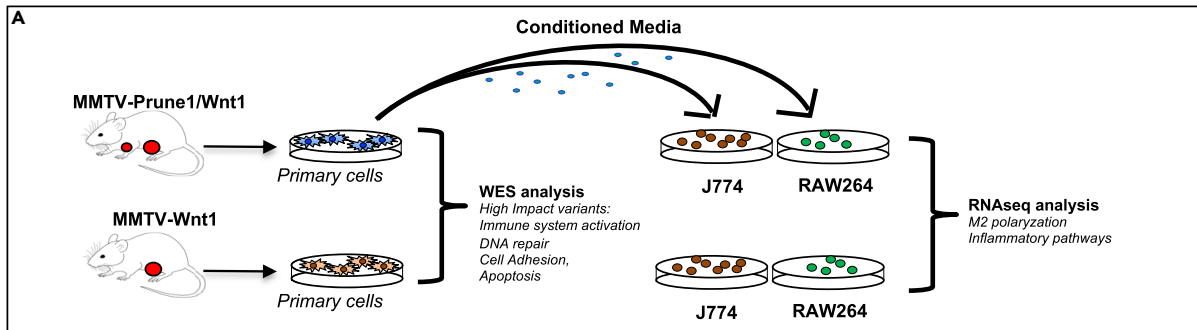 A
Conditioned Media
MMTV-Prune1/Wnt1
Primary cells
J774
RAW264
MMTV-Wnt1
Primary cells
WES analysis
High Impact variants:
Immune system activation
DNA repair
Cell Adhesion,
Apoptosis
J774
RAW264
RNAseq analysis
M2 polaryzation
Inflammatory pathways